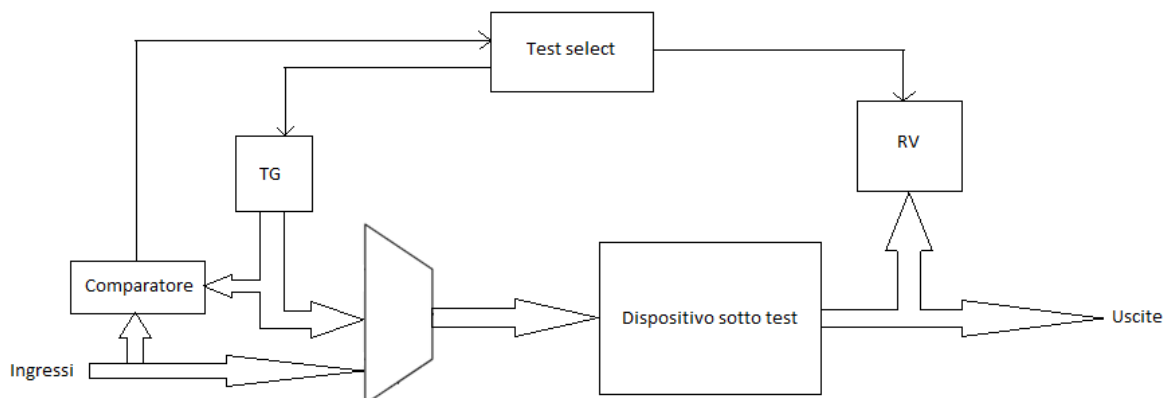 Test select
TG
RV
Comparatore
Dispositivo sotto test
Uscite
Ingressi